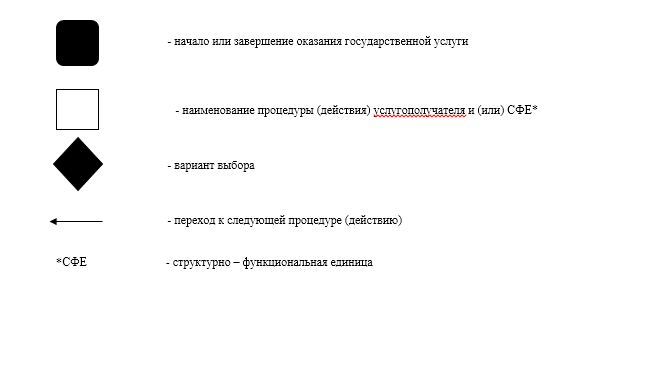 - начало или завершение оказания государственной услуги
- наименование процедуры (действия) услугополучателя и (или) СФЕ*
- вариант выбора
- переход к следующей процедуре (действию)
*СФЕ - структурно – функциональная единица